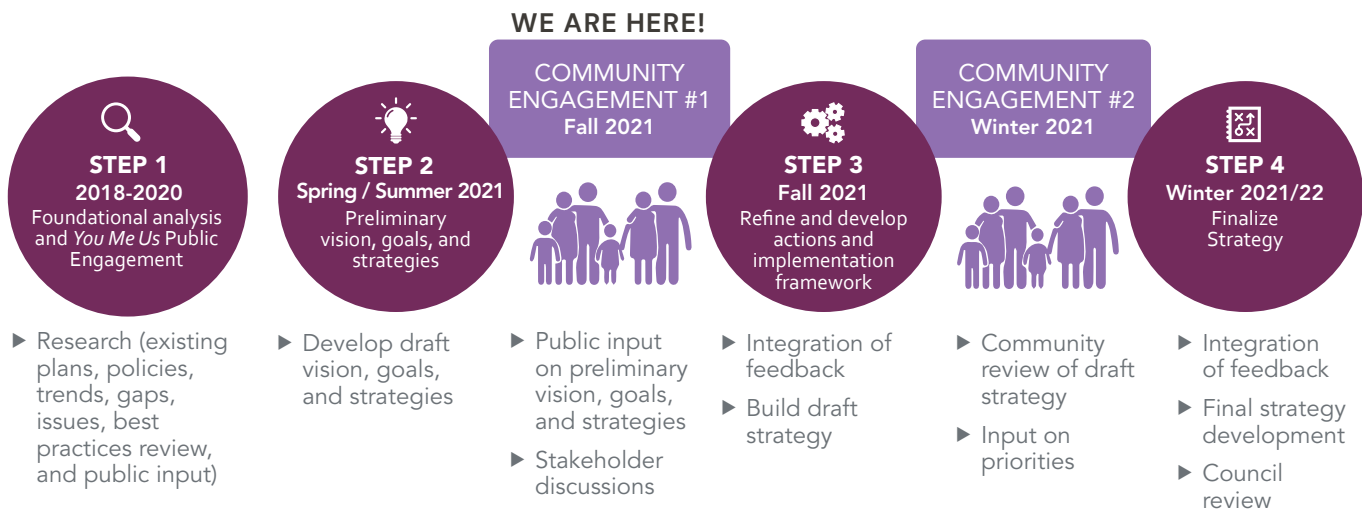 WE ARE HERE!
STEP 1
2018-2020
Foundational analysis
and You Me Us Public
Engagement
▶ Research (existing
plans, policies,
trends, gaps,
issues, best
practices review,
and public input)
STEP 2
Spring / Summer 2021
Preliminary
vision, goals, and
strategies
▶ Develop draft
vision, goals,
and strategies
COMMUNITY
ENGAGEMENT #1
Fall 2021
▶ Public input
on preliminary
vision, goals,
and strategies
▶ Stakeholder
discussions
STEP 3
Fall 2021
Refine and develop
actions and
implementation
framework
▶ Integration of
feedback
▶ Build draft
strategy
COMMUNITY
ENGAGEMENT #2
Winter 2021
▶ Community
review of draft
strategy
▶ Input on
priorities
STEP 4
Winter 2021/22
Finalize
Strategy
▶ Integration
of feedback
▶ Final strategy
development
▶ Council
review